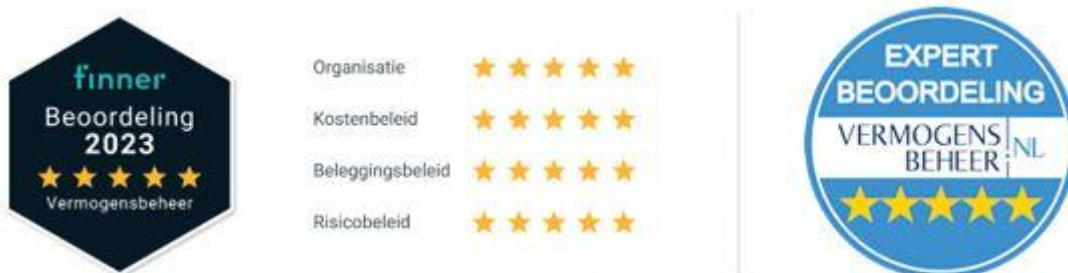 finner
Beoordeling
2023
Vermogensbeheer
Organisatie
Kostenbeleid
Beleggingsbeleid
Risicobeleid
EXPERT
BEOORDELING
VERMOGENS
BEHEER.NL